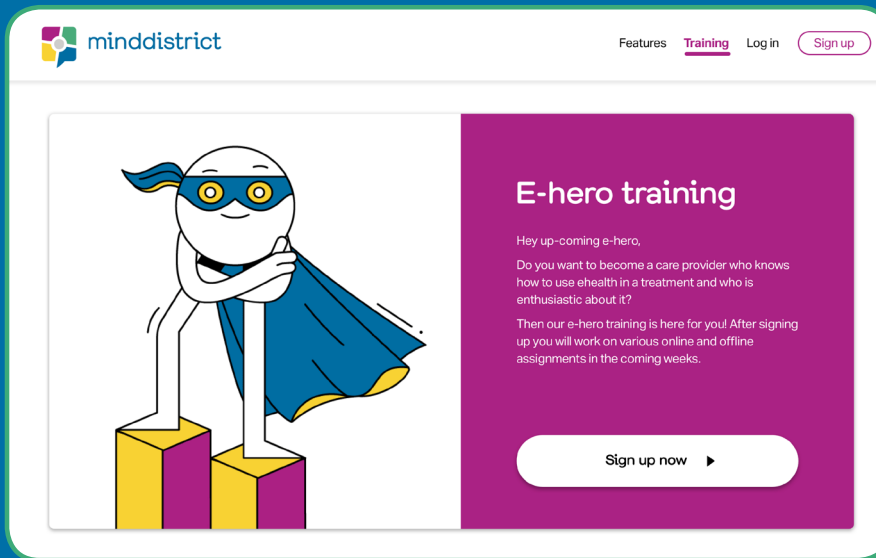 minddistrict
Features
Training
Log in
Sign up
E-hero training
Hey up-coming e-hero,
Do you want to become a care provider who knows
how to use ehealth in a treatment and who is
enthusiastic about it?
Then our e-hero training is here for you! After signing
up you will work on various online and offline
assignments in the coming weeks.
Sign up now